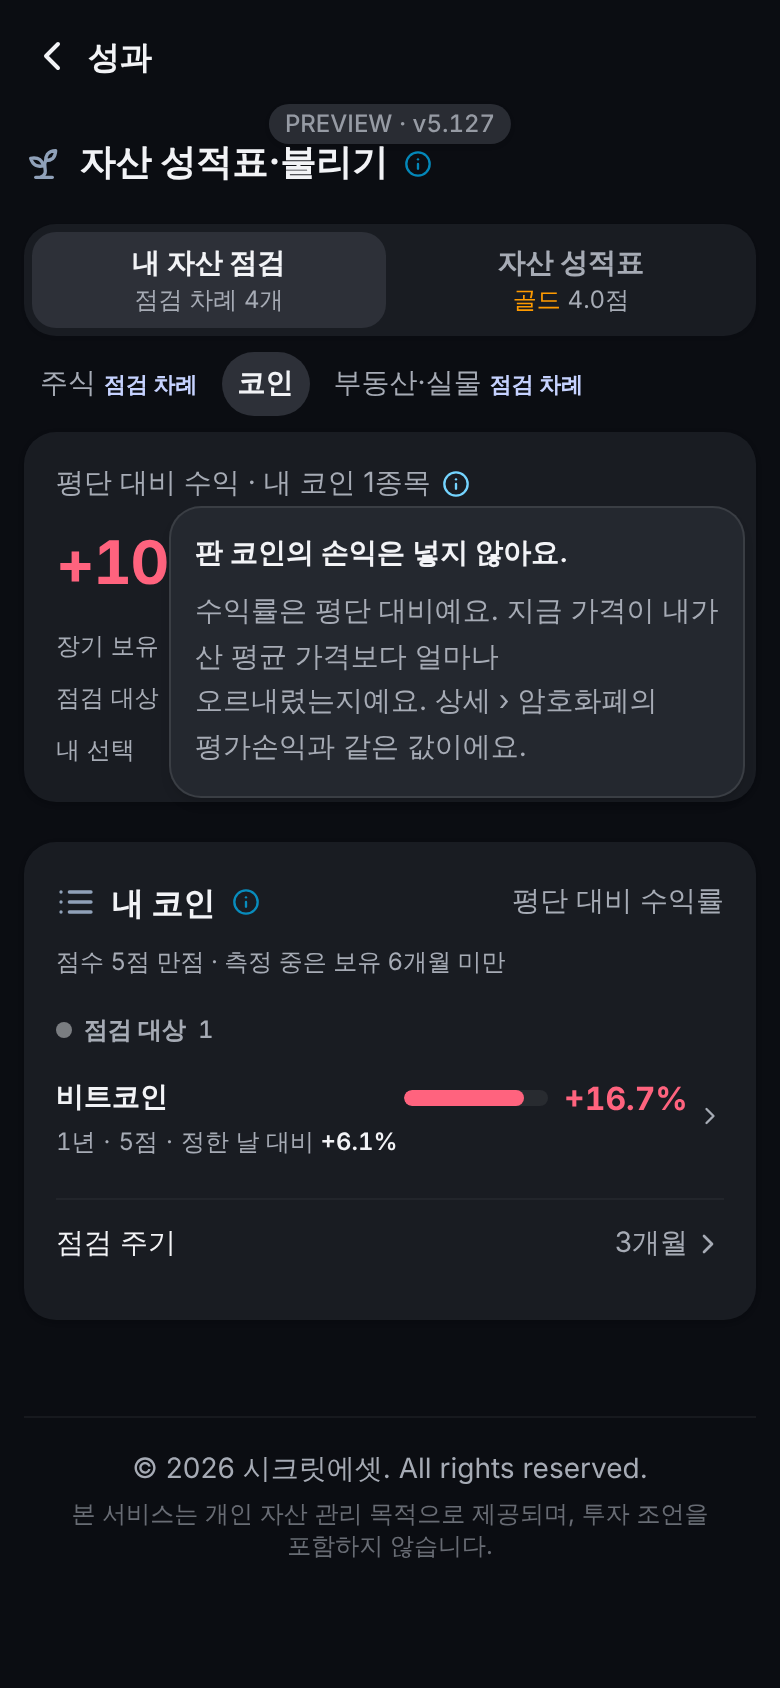 성과
PREVIEW · v5.127
자산 성적표·불리기
내 자산 점검
점검 차례 4개
자산 성적표
골드 4.0점
주식 점검 차례
코인
부동산·실물 점검 차례
평단 대비 수익 · 내 코인 1종목
+10
판 코인의 손익은 넣지 않아요.
수익률은 평단 대비예요. 지금 가격이 내가
산 평균 가격보다 얼마나
오르내렸는지예요. 상세 › 암호화폐의
평가손익과 같은 값이에요.
장기 보유
점검 대상
내 선택
내 코인
평단 대비 수익률
점수 5점 만점 · 측정 중은 보유 6개월 미만
점검 대상 1
비트코인
+16.7%
1년 · 5점 · 정한 날 대비 +6.1%
점검 주기
3개월
© 2026 시크릿에셋. All rights reserved.
본 서비스는 개인 자산 관리 목적으로 제공되며, 투자 조언을
포함하지 않습니다.